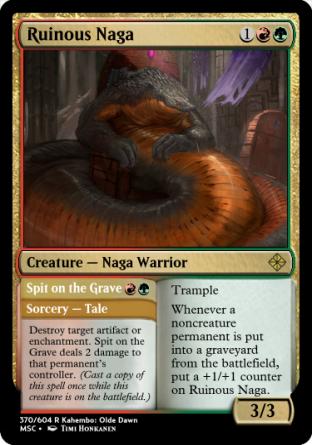 Ruinous Naga 1
Creature — Naga Warrior
Spit on the Grave
Sorcery — Tale
Destroy target artifact or
enchantment. Spit on the
Grave deals 2 damage to
that permanent's
controller. (Cast a copy of
this spell once while this
creature is on the battlefield.)
Trample
Whenever a
noncreature
permanent is put
into a graveyard
from the battlefield,
put a +1/+1 counter
on Ruinous Naga.
3/3
370/604 R Kahembo: Olde Dawn
MSC • Timi Honkanen